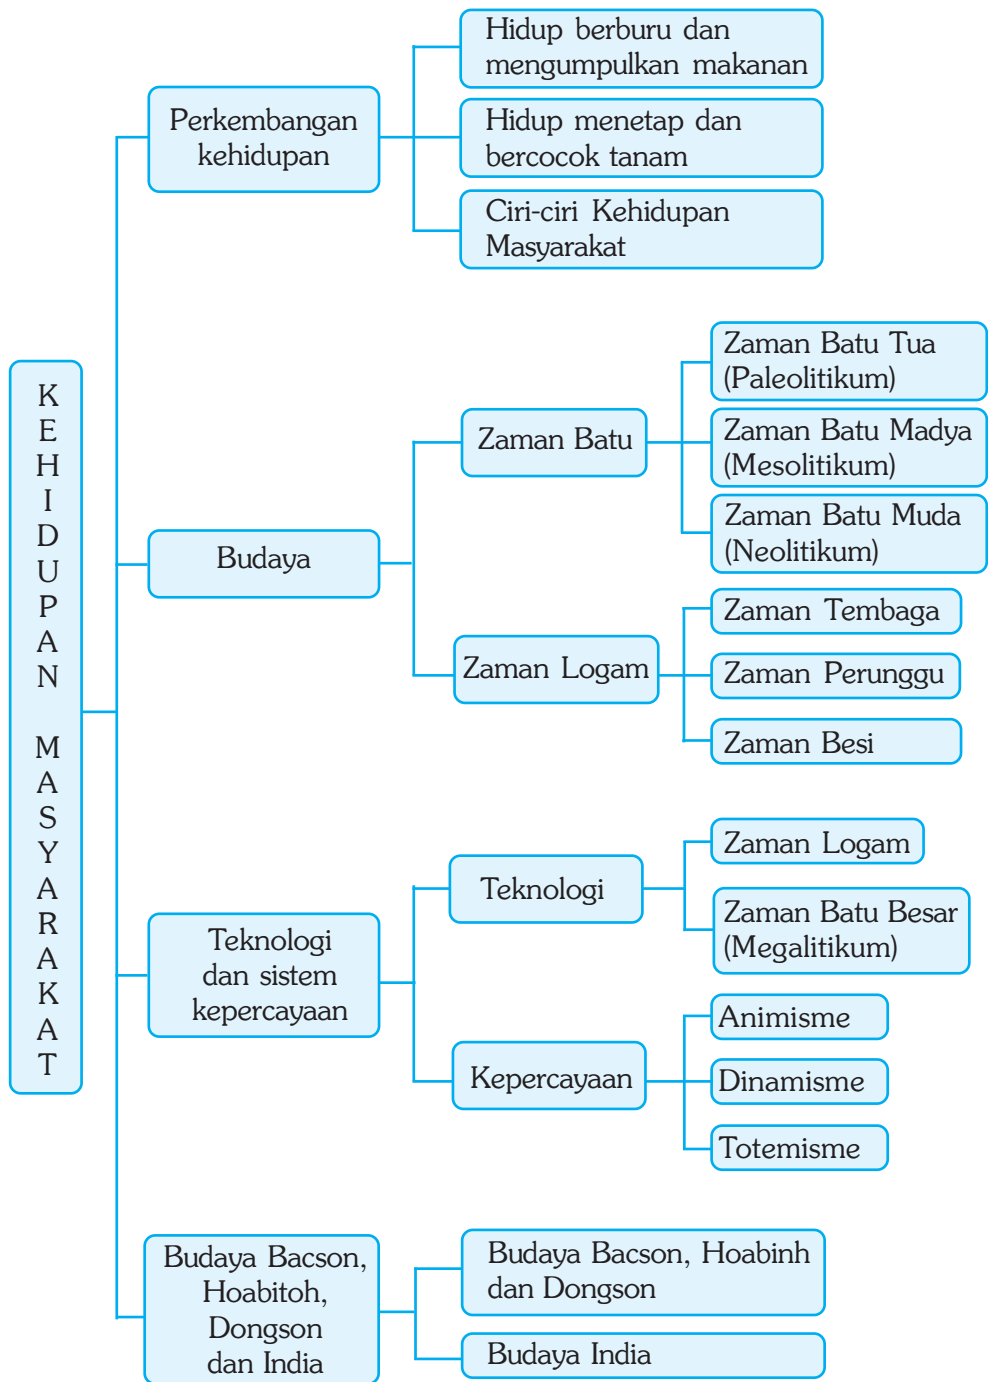 KEHIDUPAN MASYARAKAT
Perkembangan
kehidupan
Hidup berburu dan
mengumpulkan makanan
Hidup menetap dan
bercocok tanam
Ciri-ciri Kehidupan
Masyarakat
Budaya
Zaman Batu
Zaman Batu Tua
(Paleolitikum)
Zaman Batu Madya
(Mesolitikum)
Zaman Batu Muda
(Neolitikum)
Zaman Logam
Zaman Tembaga
Zaman Perunggu
Zaman Besi
Teknologi
dan sistem
kepercayaan
Teknologi
Zaman Logam
Zaman Batu Besar
(Megalitikum)
Kepercayaan
Animisme
Dinamisme
Totemisme
Budaya Bacson,
Hoabitoh,
Dongson
dan India
Budaya Bacson, Hoabinh
dan Dongson
Budaya India